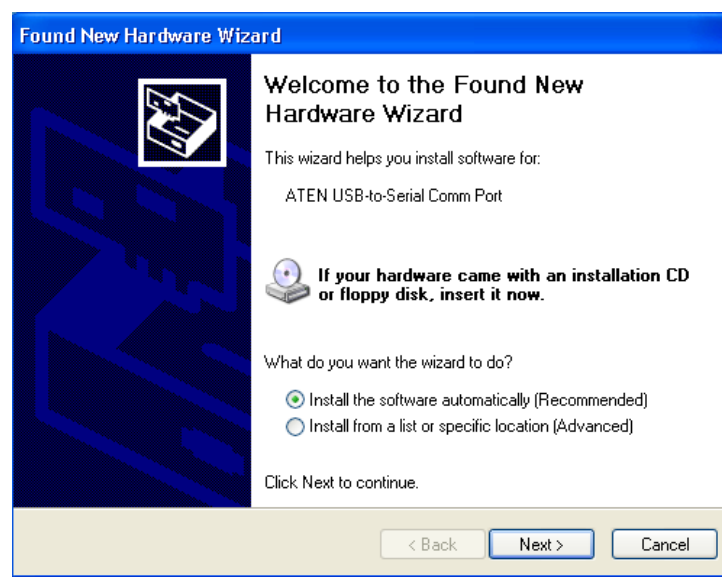 Found New Hardware Wizard
Welcome to the Found New
Hardware Wizard
This wizard helps you install software for:
ATEN USB-to-Serial Comm Port
If your hardware came with an installation CD
or floppy disk, insert it now.
What do you want the wizard to do?
Install the software automatically (Recommended)
Install from a list or specific location (Advanced)
Click Next to continue.
< Back Next > Cancel